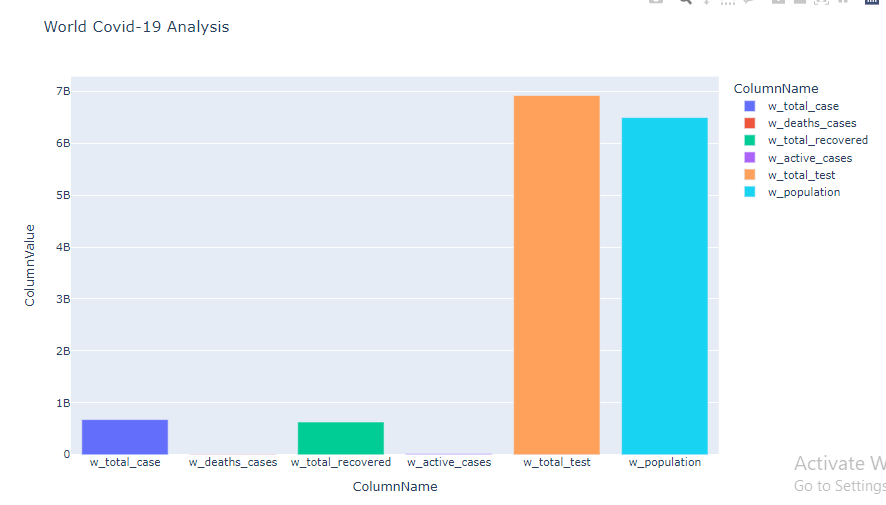 World Covid-19 Analysis
ColumnName
w_total_case
w_deaths_cases
w_total_recovered
w_active_cases
w_total_test
w_population
ColumnValue
7B
6B
5B
4B
3B
2B
1B
0
w_total_case w_deaths_cases w_total_recovered w_active_cases w_total_test w_population
ColumnName
Activate W
Go to Settings